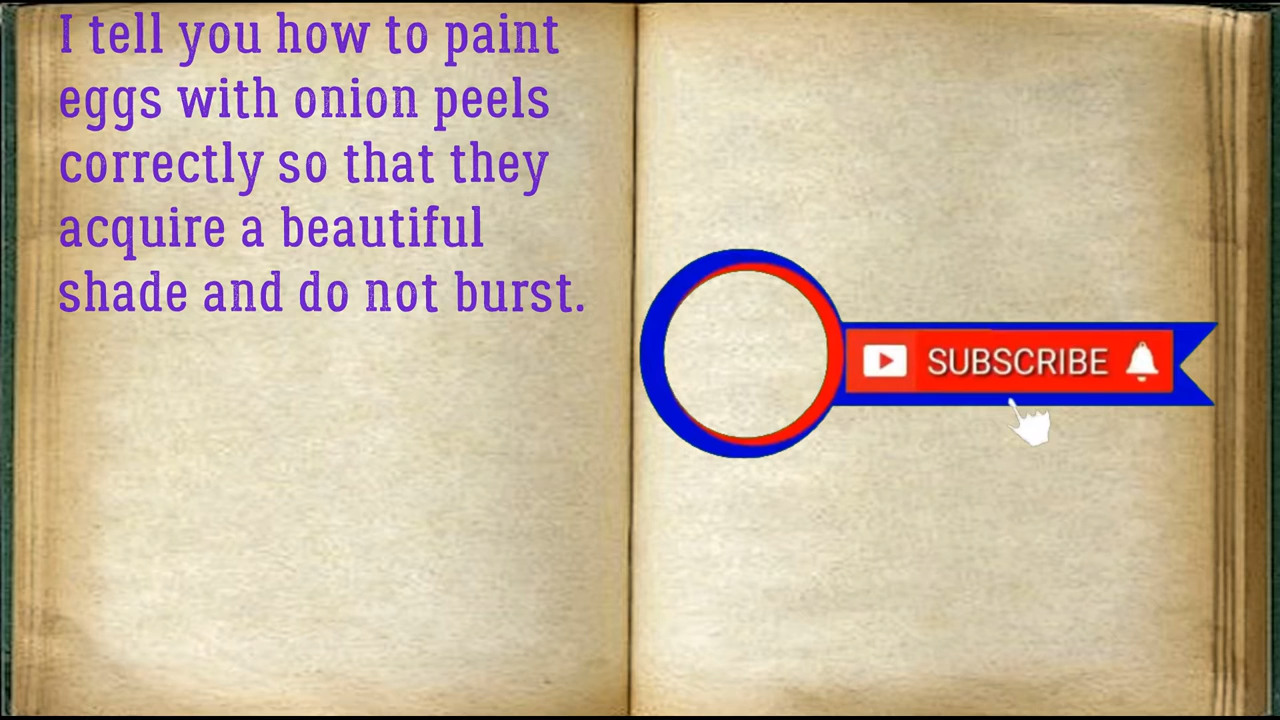 I tell you how to paint
eggs with onion peels
correctly so that they
acquire a beautiful
shade and do not burst.
SUBSCRIBE